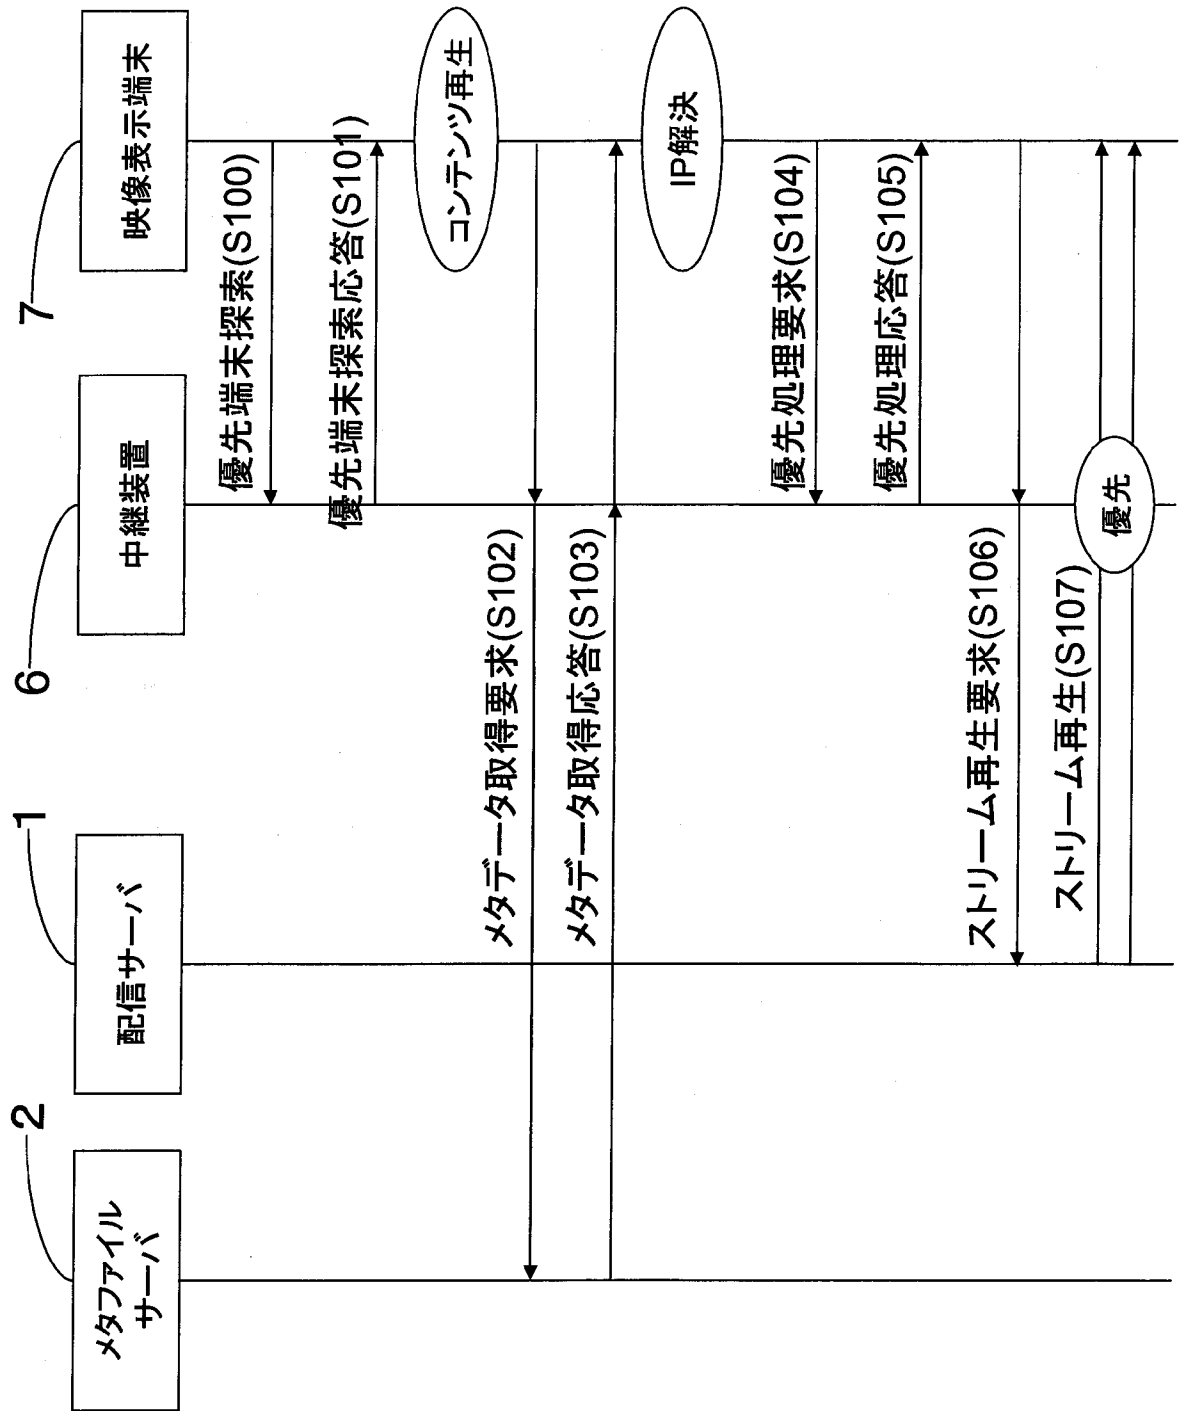 2
1
6
7
メタファイル
サーバ
配信サーバ
中継装置
映像表示端末
優先端末探索(S100)
優先端末探索応答(S101)
コンテンツ再生
メタデータ取得要求(S102)
メタデータ取得応答(S103)
IP解決
優先処理要求(S104)
優先処理応答(S105)
ストリーム再生要求(S106)
ストリーム再生(S107)
優先